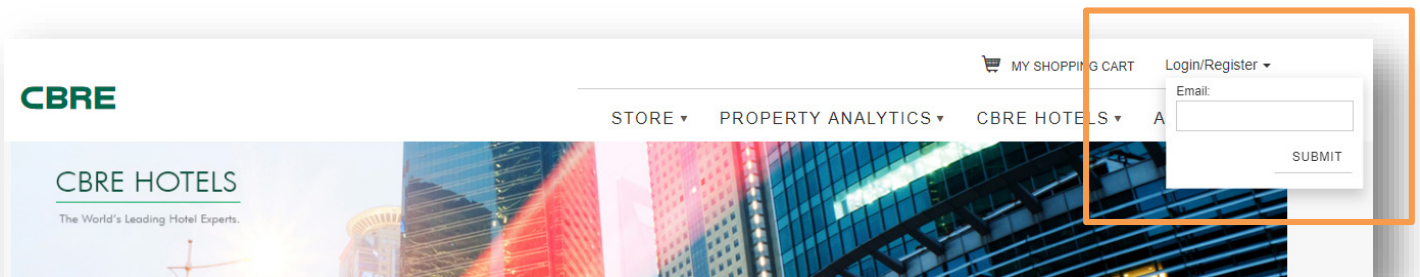 MY SHOPPING CART Login/Register
CBRE
Email:
STORE PROPERTY ANALYTICS CBRE HOTELS A
SUBMIT
CBRE HOTELS
The World's Leading Hotel Experts.